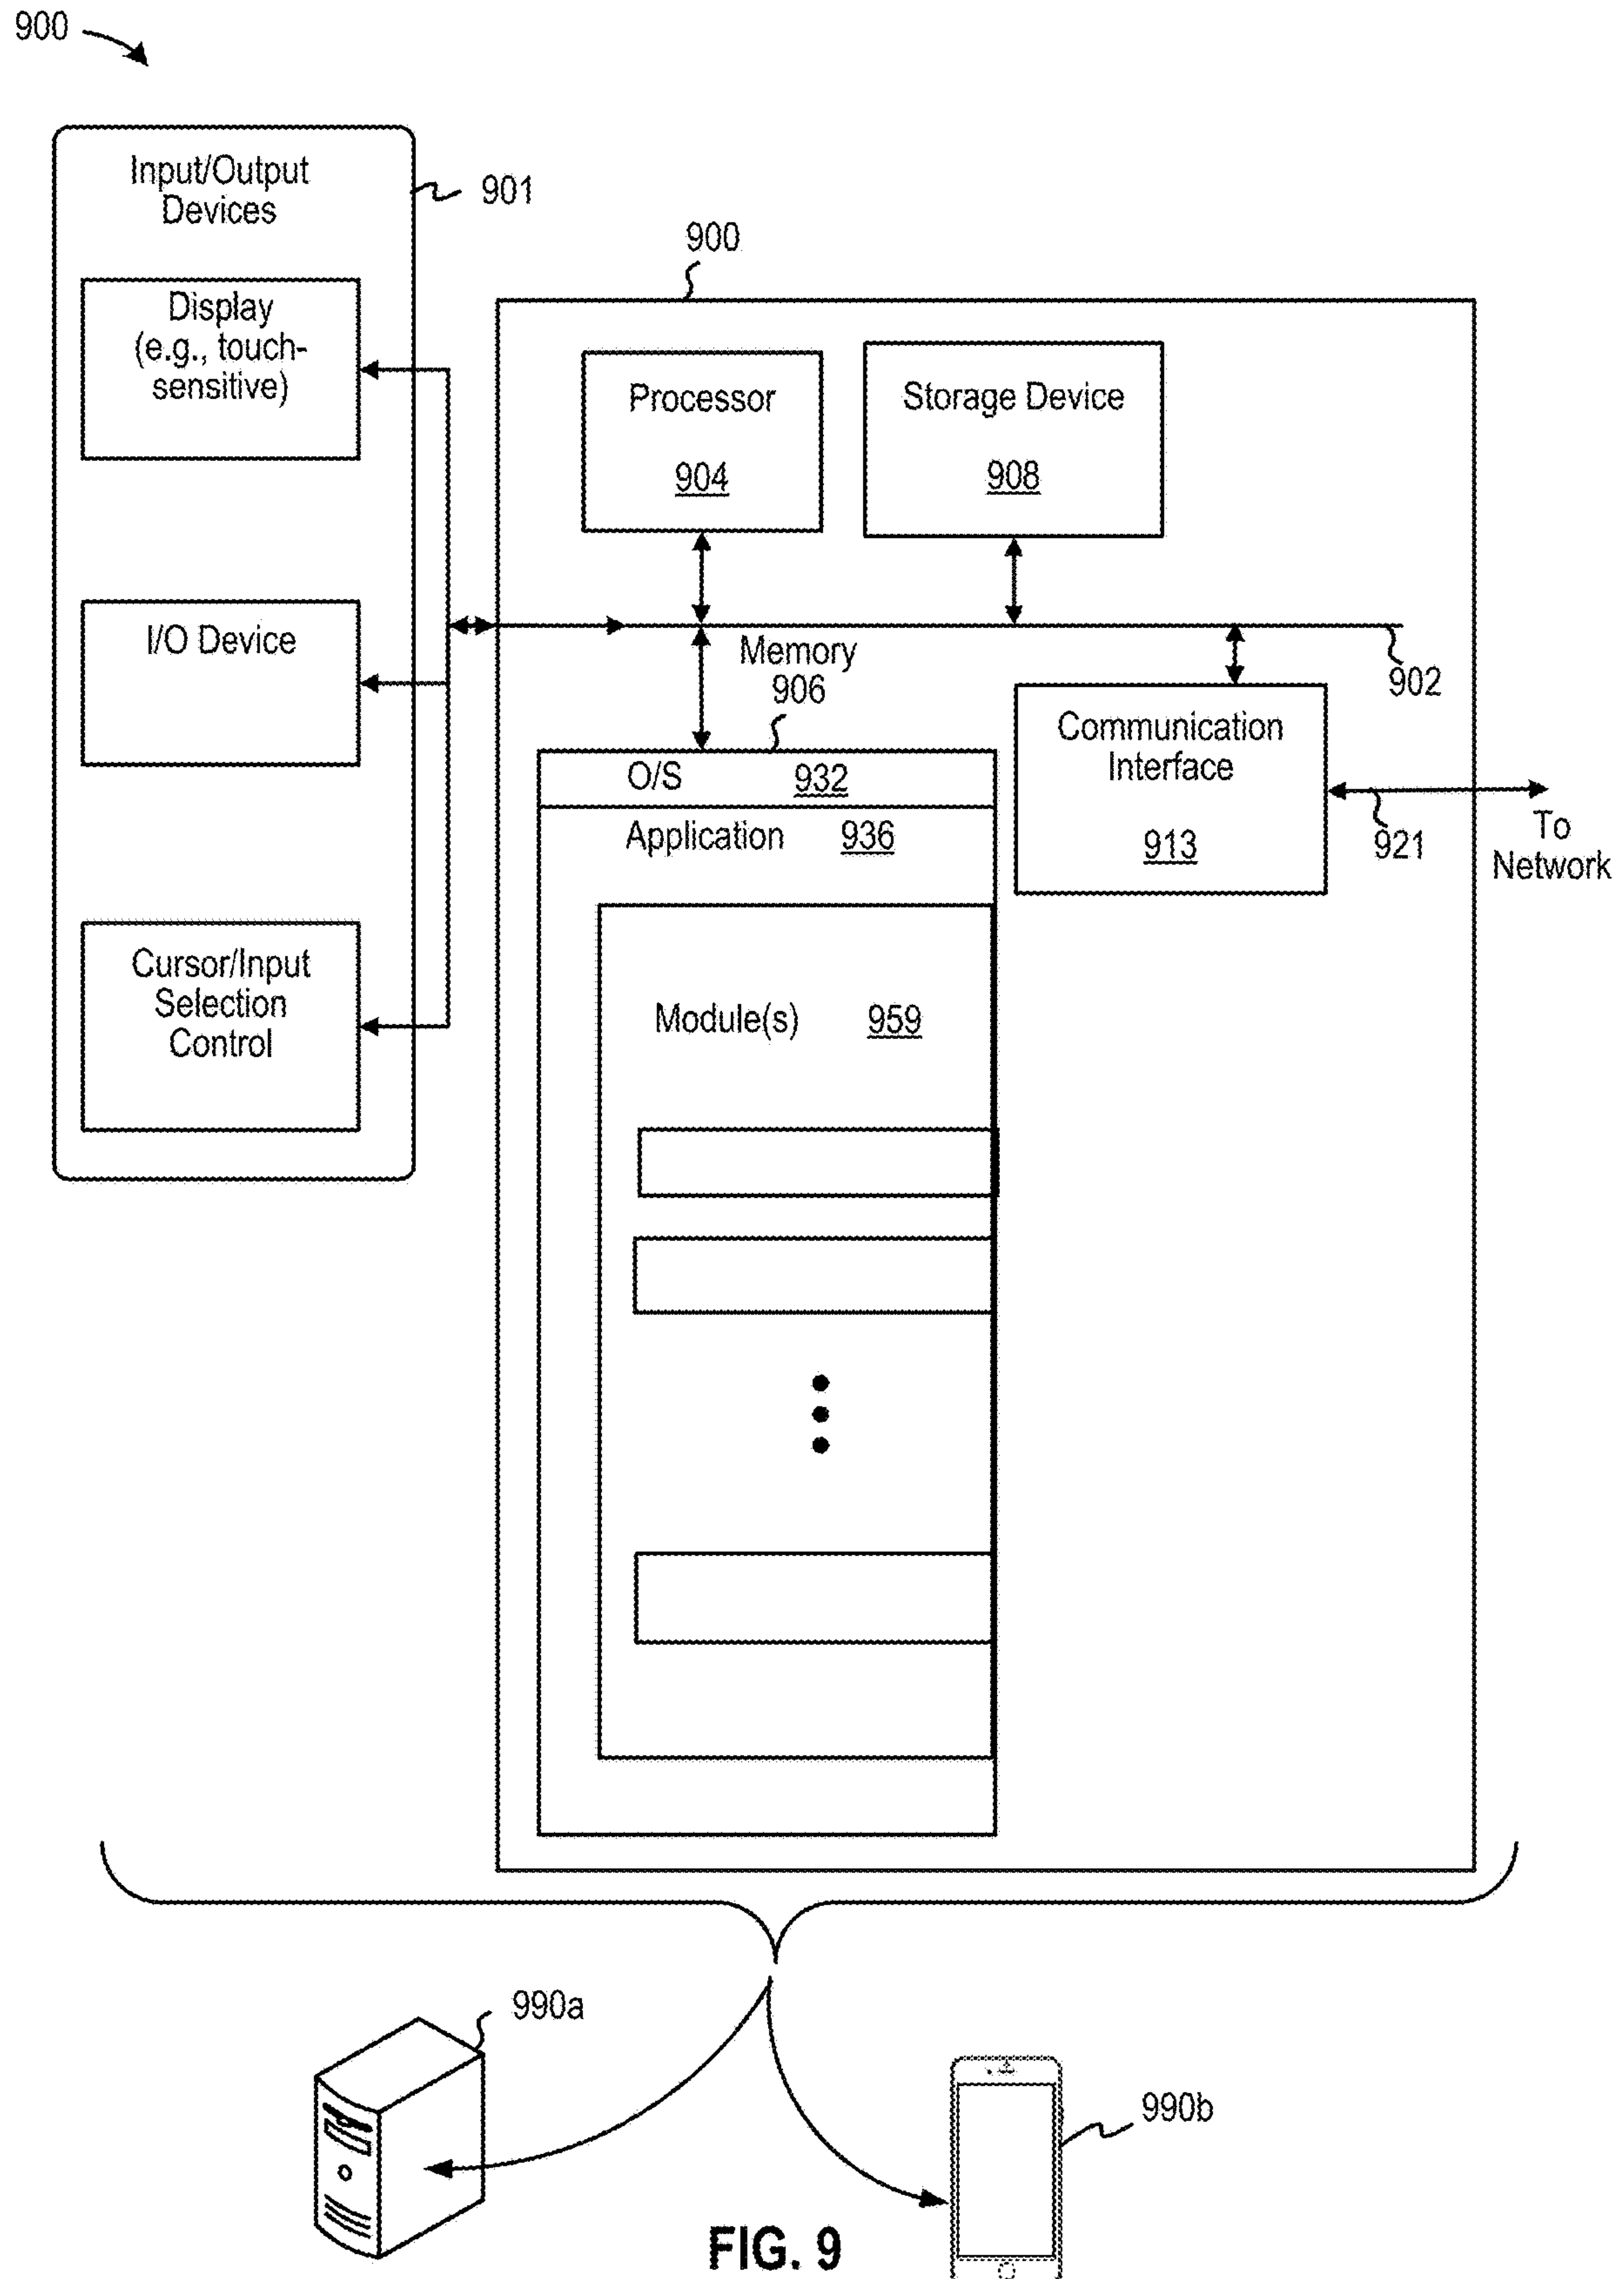 900
Input/Output
Devices
901
Display
(e.g., touch-
sensitive)
I/O Device
Cursor/Input
Selection
Control
900
Processor
904
Storage Device
908
902
Memory
906
O/S 932
Application 936
Module(s) 959
Communication
Interface
913
921
To
Network
990a
990b
FIG. 9